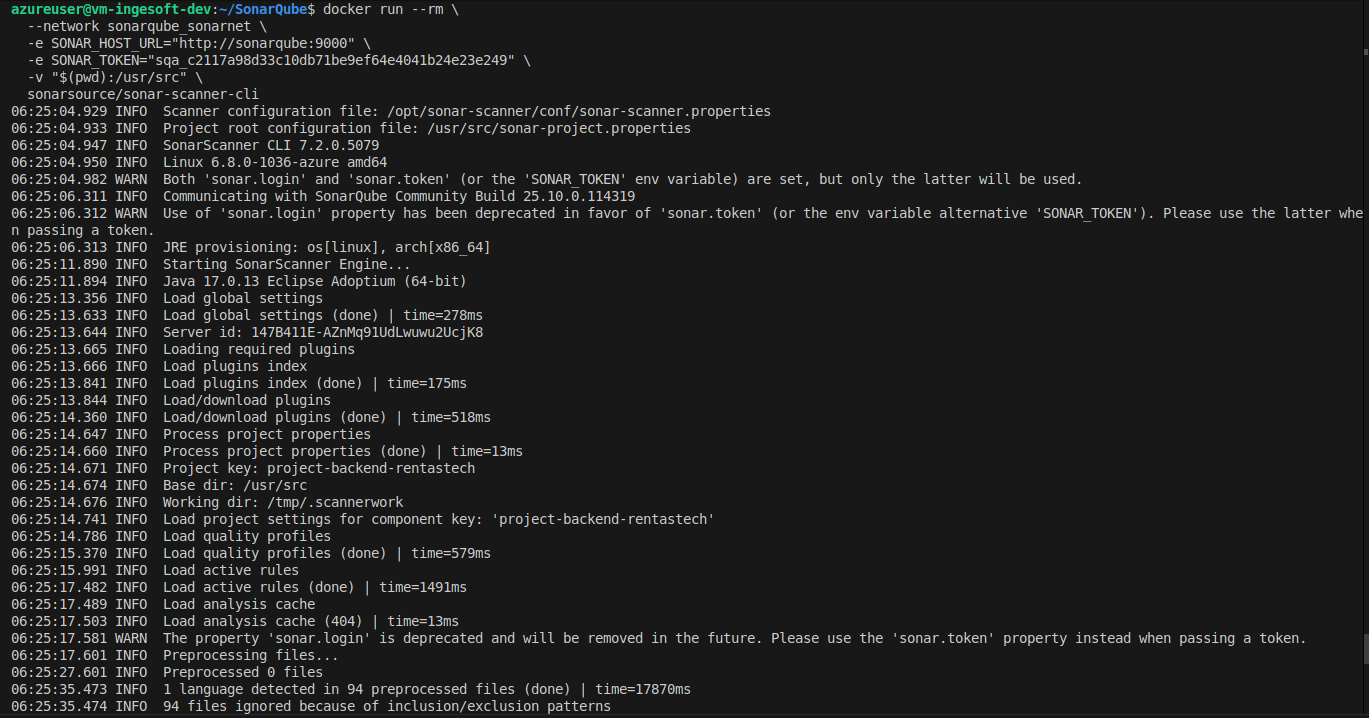 azureuser@vm-ingesoft-dev:~/SonarQube$ docker run --rm \
  --network sonarqube_sonarnet \
  -e SONAR_HOST_URL="http://sonarqube:9000" \
  -e SONAR_TOKEN="sqa_c2117a98d33c10db71be9ef64e4041b24e23e249" \
  -v "$(pwd):/usr/src" \
  sonarsource/sonar-scanner-cli
06:25:04.929 INFO  Scanner configuration file: /opt/sonar-scanner/conf/sonar-scanner.properties
06:25:04.933 INFO  Project root configuration file: /usr/src/sonar-project.properties
06:25:04.947 INFO  SonarScanner CLI 7.2.0.5079
06:25:04.950 INFO  Linux 6.8.0-1036-azure amd64
06:25:04.982 WARN  Both 'sonar.login' and 'sonar.token' (or the 'SONAR_TOKEN' env variable) are set, but only the latter will be used.
06:25:06.311 INFO  Communicating with SonarQube Community Build 25.10.0.114319
06:25:06.312 WARN  Use of 'sonar.login' property has been deprecated in favor of 'sonar.token' (or the env variable alternative 'SONAR_TOKEN'). Please use the latter whe
n passing a token.
06:25:06.313 INFO  JRE provisioning: os[linux], arch[x86_64]
06:25:11.890 INFO  Starting SonarScanner Engine...
06:25:11.894 INFO  Java 17.0.13 Eclipse Adoptium (64-bit)
06:25:13.356 INFO  Load global settings
06:25:13.633 INFO  Load global settings (done) | time=278ms
06:25:13.644 INFO  Server id: 147B411E-AZnMq91UdLwuwu2UcjK8
06:25:13.665 INFO  Loading required plugins
06:25:13.666 INFO  Load plugins index
06:25:13.841 INFO  Load plugins index (done) | time=175ms
06:25:13.844 INFO  Load/download plugins
06:25:14.360 INFO  Load/download plugins (done) | time=518ms
06:25:14.647 INFO  Process project properties
06:25:14.660 INFO  Process project properties (done) | time=13ms
06:25:14.671 INFO  Project key: project-backend-rentastech
06:25:14.674 INFO  Base dir: /usr/src
06:25:14.676 INFO  Working dir: /tmp/.scannerwork
06:25:14.741 INFO  Load project settings for component key: 'project-backend-rentastech'
06:25:14.786 INFO  Load quality profiles
06:25:15.370 INFO  Load quality profiles (done) | time=579ms
06:25:15.991 INFO  Load active rules
06:25:17.482 INFO  Load active rules (done) | time=1491ms
06:25:17.489 INFO  Load analysis cache
06:25:17.503 INFO  Load analysis cache (404) | time=13ms
06:25:17.581 WARN  The property 'sonar.login' is deprecated and will be removed in the future. Please use the 'sonar.token' property instead when passing a token.
06:25:17.601 INFO  Preprocessing files...
06:25:27.601 INFO  Preprocessed 0 files
06:25:35.473 INFO  1 language detected in 94 preprocessed files (done) | time=17870ms
06:25:35.474 INFO  94 files ignored because of inclusion/exclusion patterns